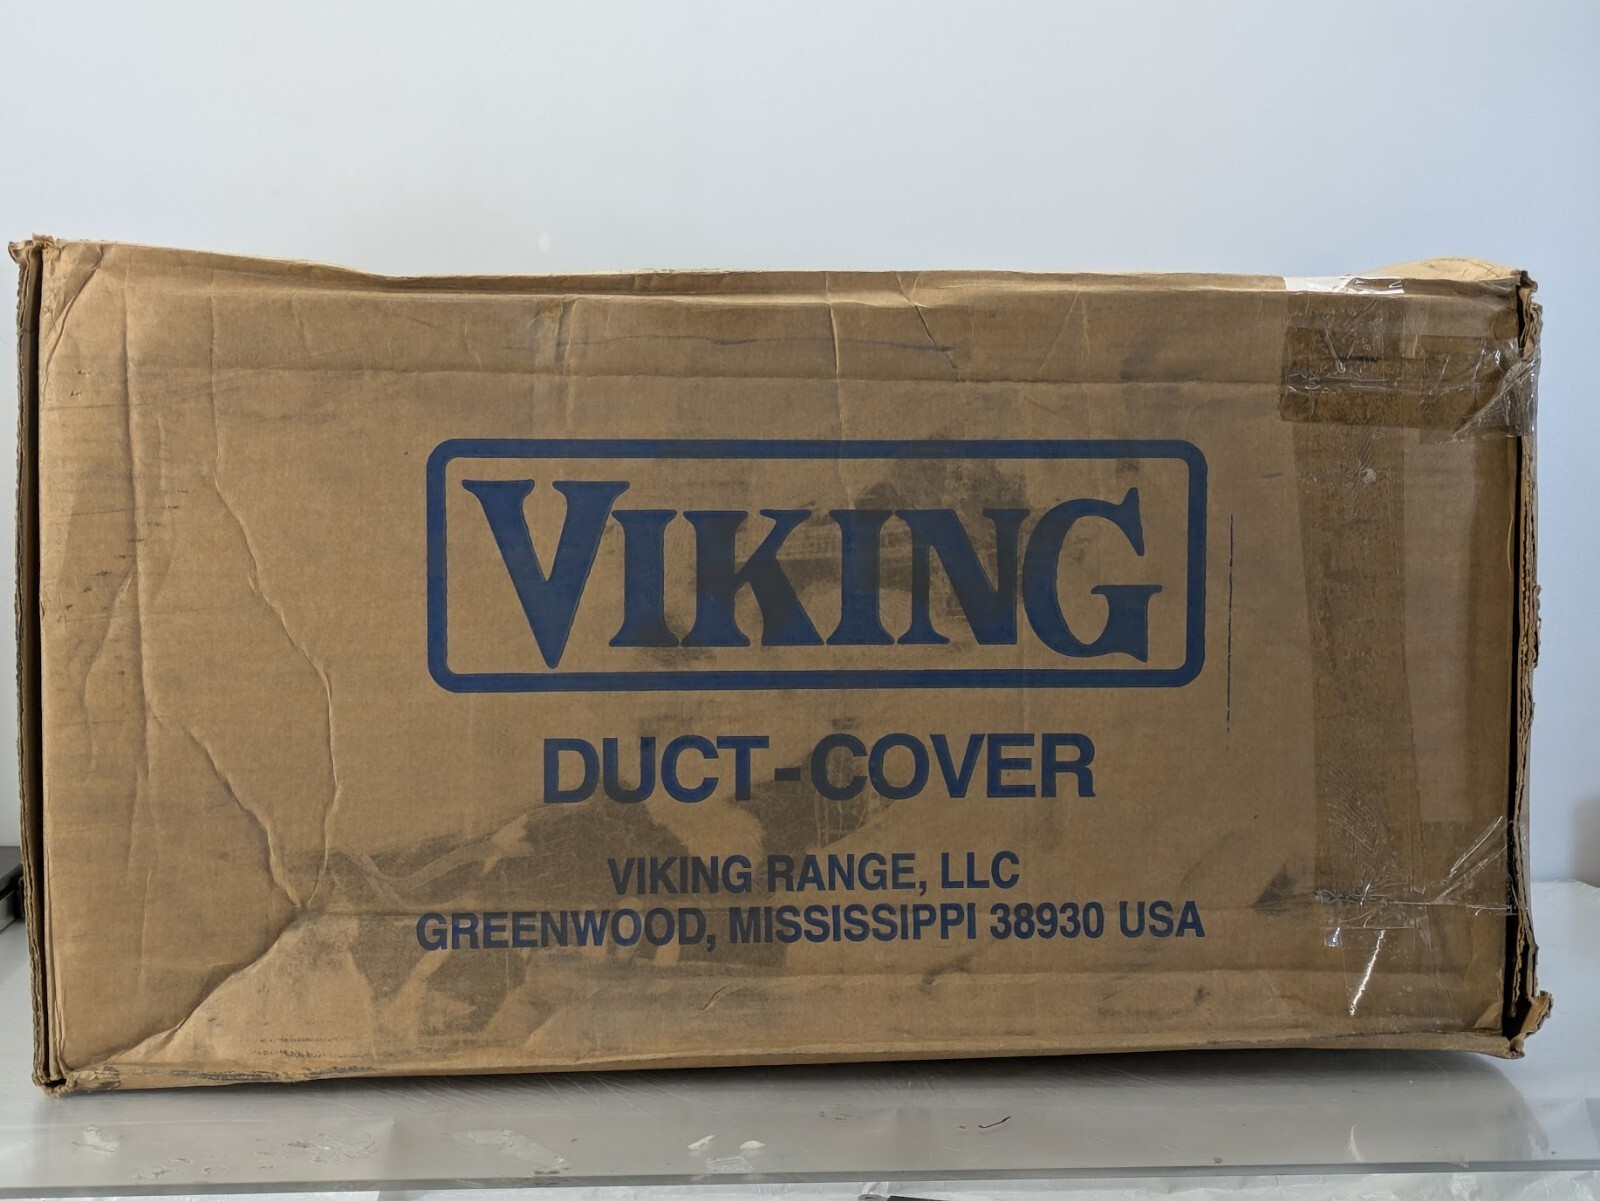 VIKING
DUCT-COVER
VIKING RANGE, LLC
GREENWOOD, MISSISSIPPI 38930 USA